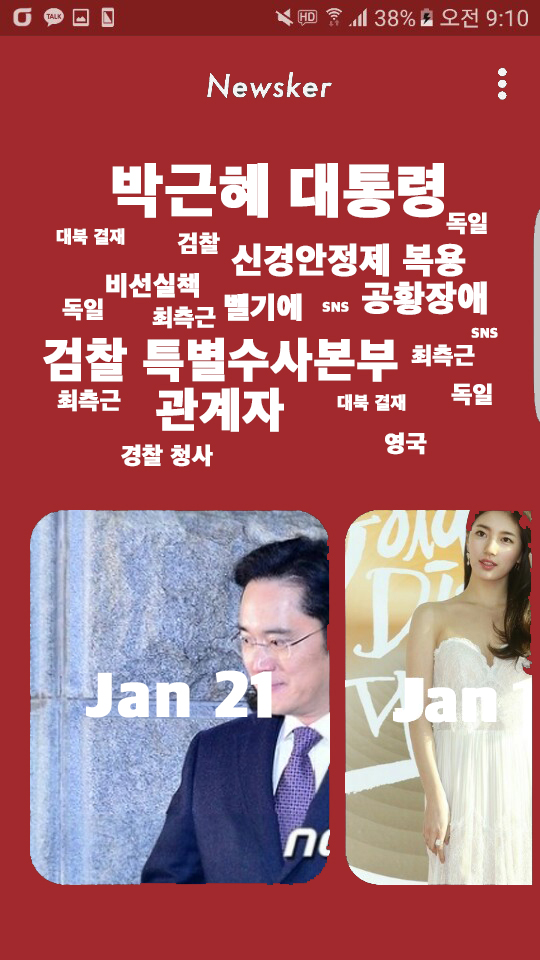 TALK
HD
38%
오전 9:10
Newsker
박근혜 대통령
독일
대북 결재
검찰
신경안정제 복용
비선실책
공황장애
독일
최측근
벨기에
SNS
SNS
검찰 특별수사본부
최측근
최측근
관계자
대북 결재
독일
경찰 청사
영국
Jan 21
Jan 1